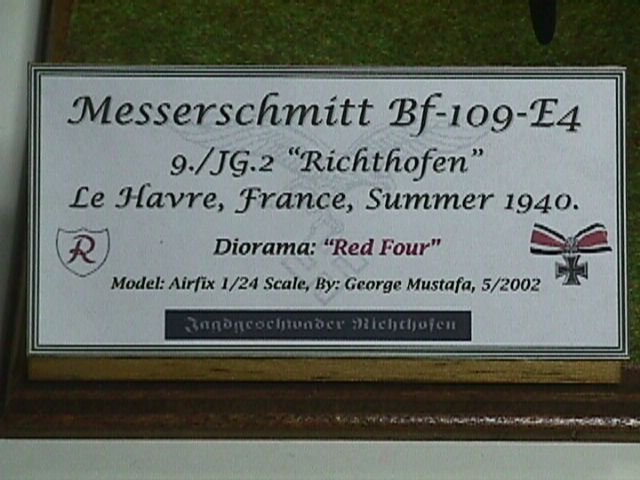 Messerschmitt Bf-109-E4
9./JG.2 "Richthofen"
Le Havre, France, Summer 1940.
R
Diorama: "Red Four"
Model: Airfix 1/24 Scale, By: George Mustafa, 5/2002
Jagdgeschwader Richthofen